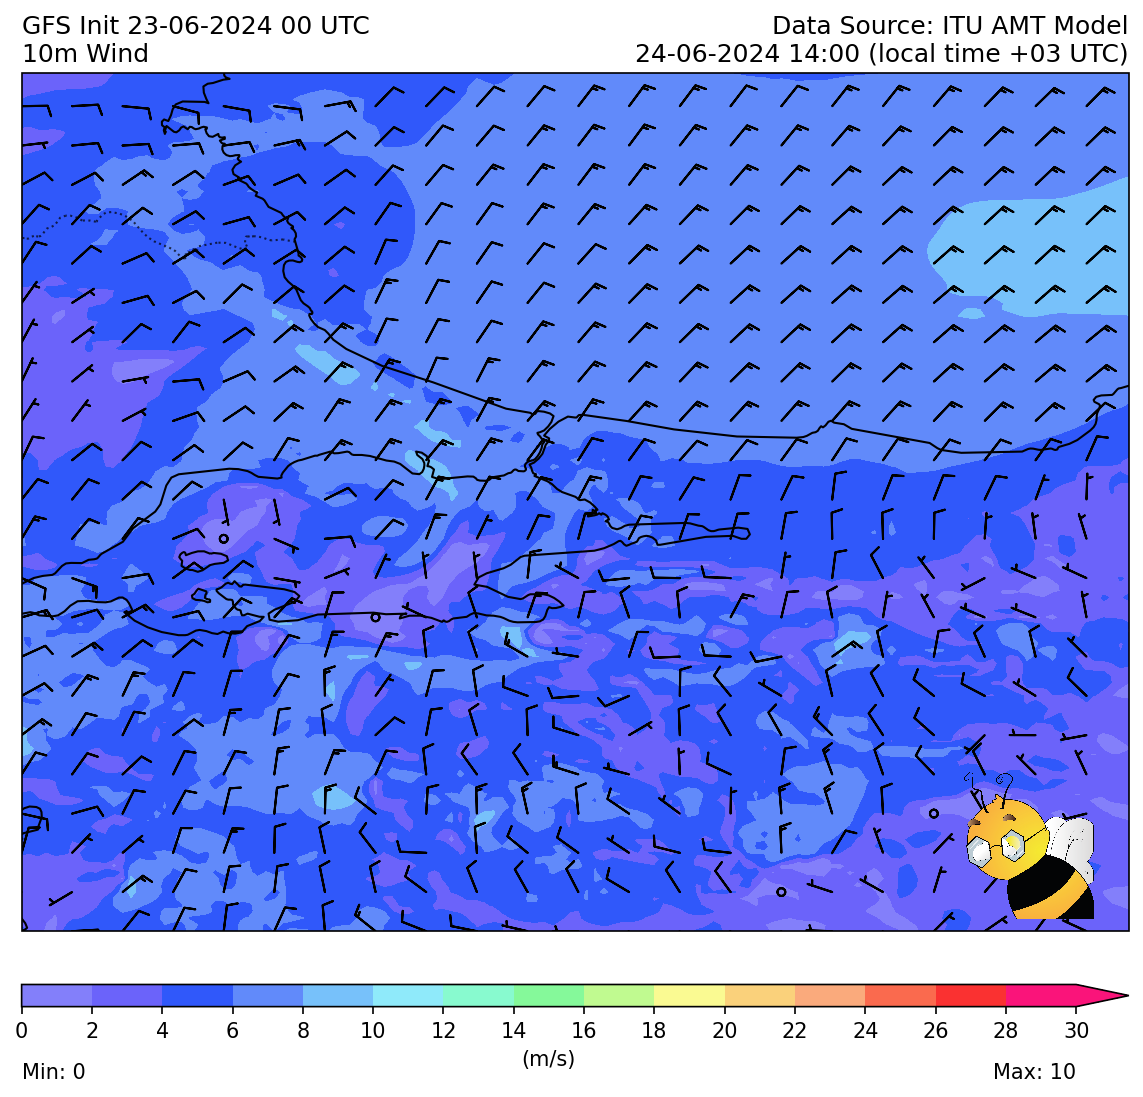 GFS Init 23-06-2024 00 UTC
Data Source: ITU AMT Model
10m Wind
24-06-2024 14:00 (local time +03 UTC)
0 2 4 6 8 10 12 14 16 18 20 22 24 26 28 30
(m/s)
Min: 0
Max: 10